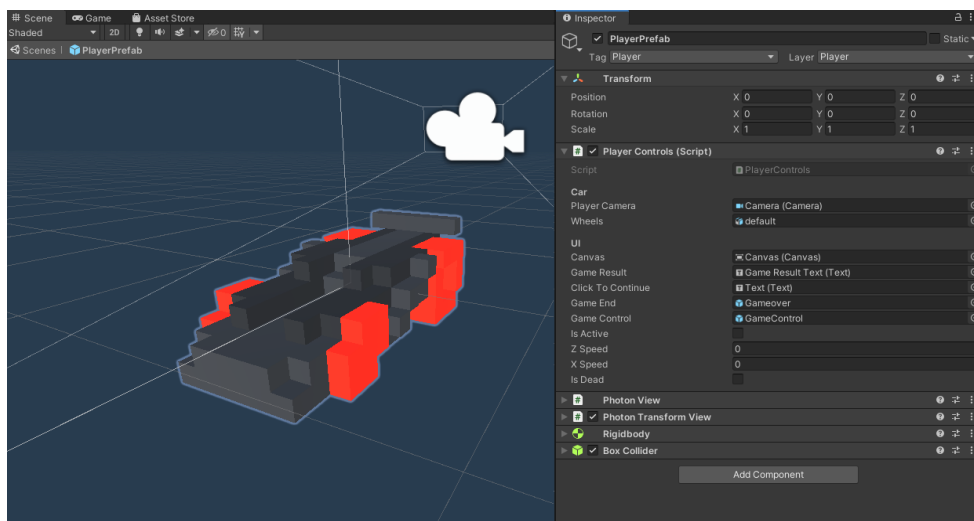 Scene Game Asset Store
Shaded 2D 0
Scenes PlayerPrefab
Inspector
PlayerPrefab Static
Tag Player Layer Player
Transform
Position X 0 Y 0 Z 0
Rotation X 0 Y 0 Z 0
Scale X 1 Y 1 Z 1
# Player Controls (Script)
Script PlayerControls
Car
Player Camera Camera (Camera)
Wheels default
UI
Canvas Canvas (Canvas)
Game Result Game Result Text (Text)
Click To Continue Text (Text)
Game End Gameover
Game Control GameControl
Is Active
Z Speed 0
X Speed 0
Is Dead
# Photon View
# Photon Transform View
Rigidbody
Box Collider
Add Component